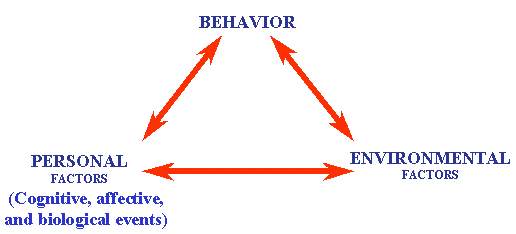 BEHAVIOR
PERSONAL
FACTORS
(Cognitive, affective,
and biological events)
ENVIRONMENTAL
FACTORS